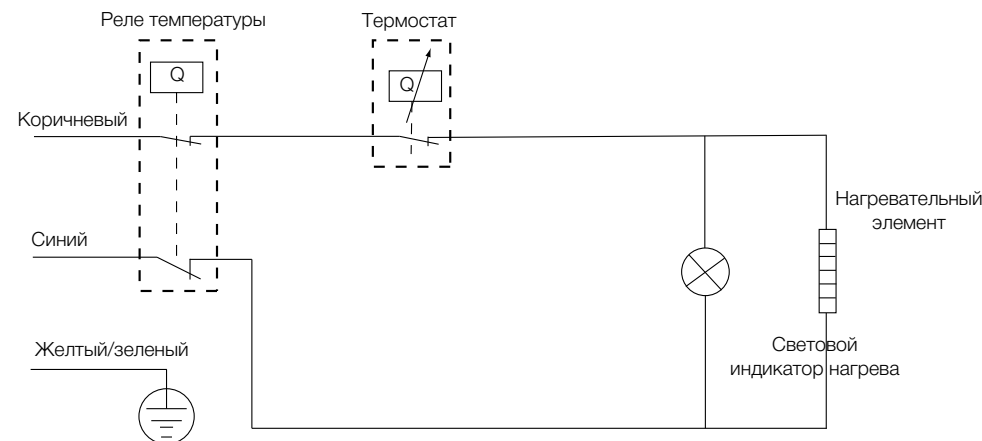 Реле температуры
Термостат
Q
Q
Коричневый
Нагревательный
элемент
Синий
Световой
индикатор нагрева
Желтый/зеленый